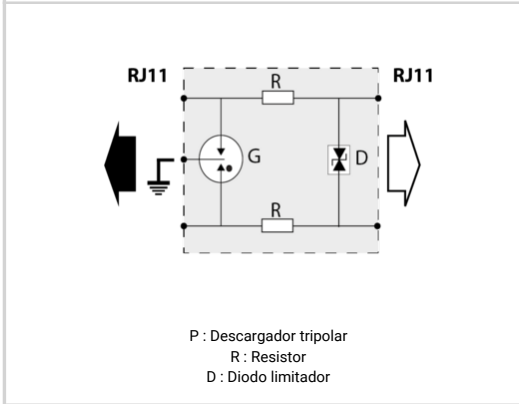 RJ11 R RJ11
G D
R
P : Descargador tripolar
R : Resistor
D : Diodo limitador